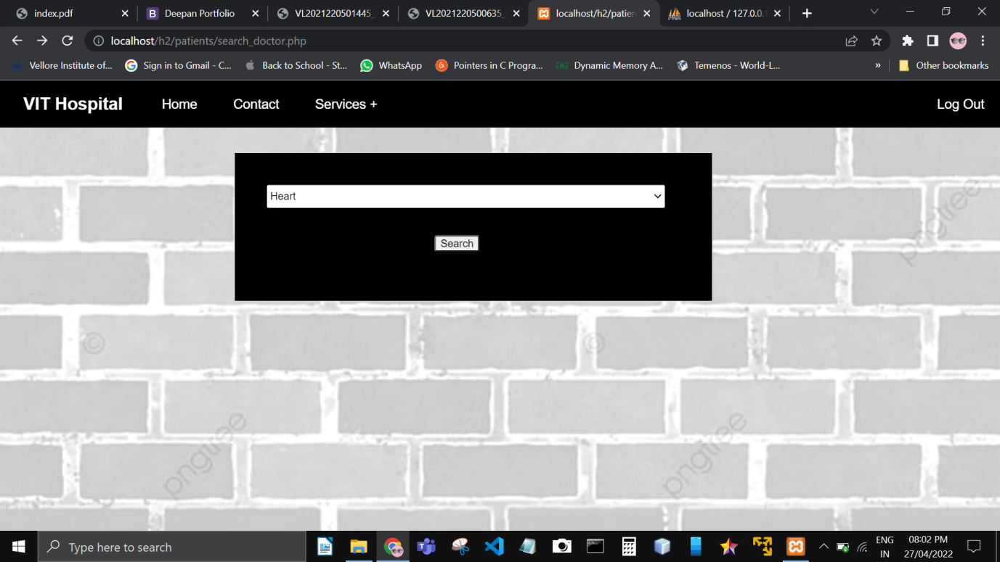 index.pdf
Deepan Portfolio
VL2021220501445_
VL2021220500635_
localhost/h2/patien
localhost / 127.0.0.1
localhost/h2/patients/search_doctor.php
Vellore Institute of...
Sign in to Gmail - C...
Back to School - St...
WhatsApp
Pointers in C Progra...
Dynamic Memory A...
Temenos - World-L...
»
Other bookmarks
VIT Hospital
Home
Contact
Services +
Log Out
Heart
Search
pngtree
pngtree
pngtree
Type here to search
ENG
IN
08:02 PM
27/04/2022